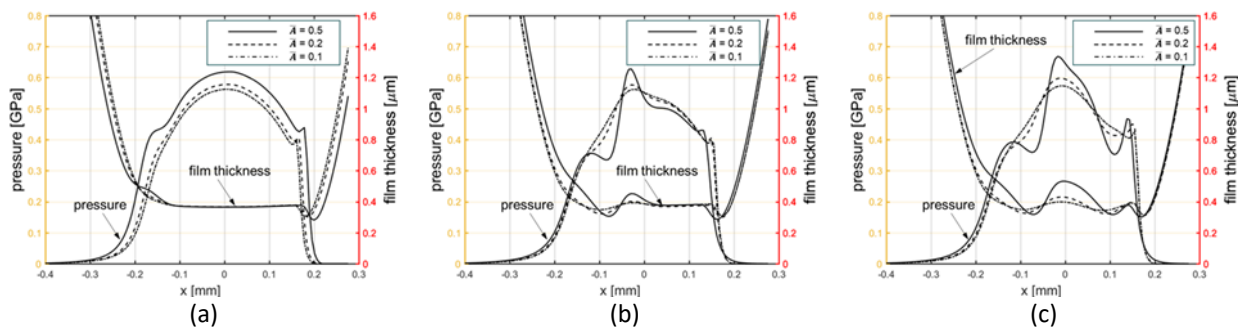 pressure [GPa]
0.8
0.7
0.6
0.5
0.4
0.3
0.2
0.1
0
-0.4 -0.3 -0.2 -0.1 0 0.1 0.2 0.3
x [mm]
1.6
1.4
1.2
1
0.8
0.6
0.4
0.2
0
film thickness [μm]
Ā = 0.5
Ā = 0.2
Ā = 0.1
film thickness
pressure
(a)
pressure [GPa]
0.8
0.7
0.6
0.5
0.4
0.3
0.2
0.1
0
-0.4 -0.3 -0.2 -0.1 0 0.1 0.2 0.3
x [mm]
1.6
1.4
1.2
1
0.8
0.6
0.4
0.2
0
film thickness [μm]
Ā = 0.5
Ā = 0.2
Ā = 0.1
film thickness
pressure
(b)
pressure [GPa]
0.8
0.7
0.6
0.5
0.4
0.3
0.2
0.1
0
-0.4 -0.3 -0.2 -0.1 0 0.1 0.2 0.3
x [mm]
1.6
1.4
1.2
1
0.8
0.6
0.4
0.2
0
film thickness [μm]
Ā = 0.5
Ā = 0.2
Ā = 0.1
film thickness
pressure
(c)